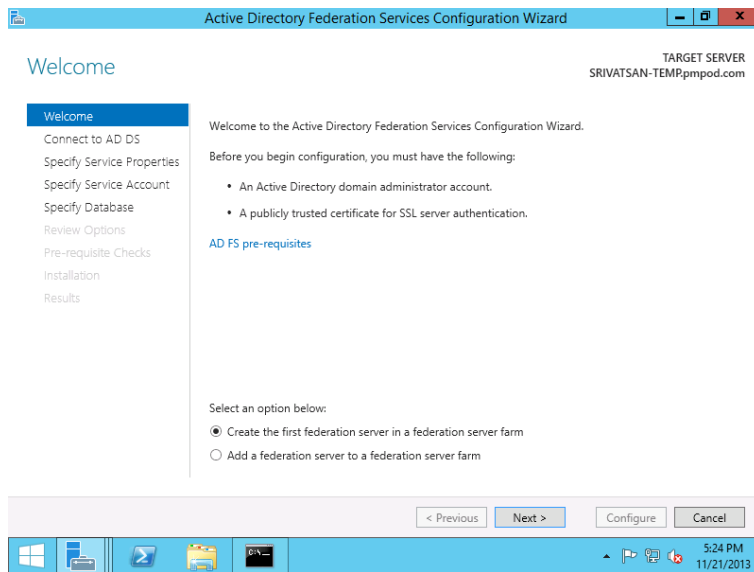 Active Directory Federation Services Configuration Wizard
Welcome
TARGET SERVER
SRIVATSAN-TEMP.pmpod.com
Welcome
Connect to AD DS
Specify Service Properties
Specify Service Account
Specify Database
Review Options
Pre-requisite Checks
Installation
Results
Welcome to the Active Directory Federation Services Configuration Wizard.
Before you begin configuration, you must have the following:
• An Active Directory domain administrator account.
• A publicly trusted certificate for SSL server authentication.
AD FS pre-requisites
Select an option below:
Create the first federation server in a federation server farm
Add a federation server to a federation server farm
< Previous Next > Configure Cancel
5:24 PM
11/21/2013